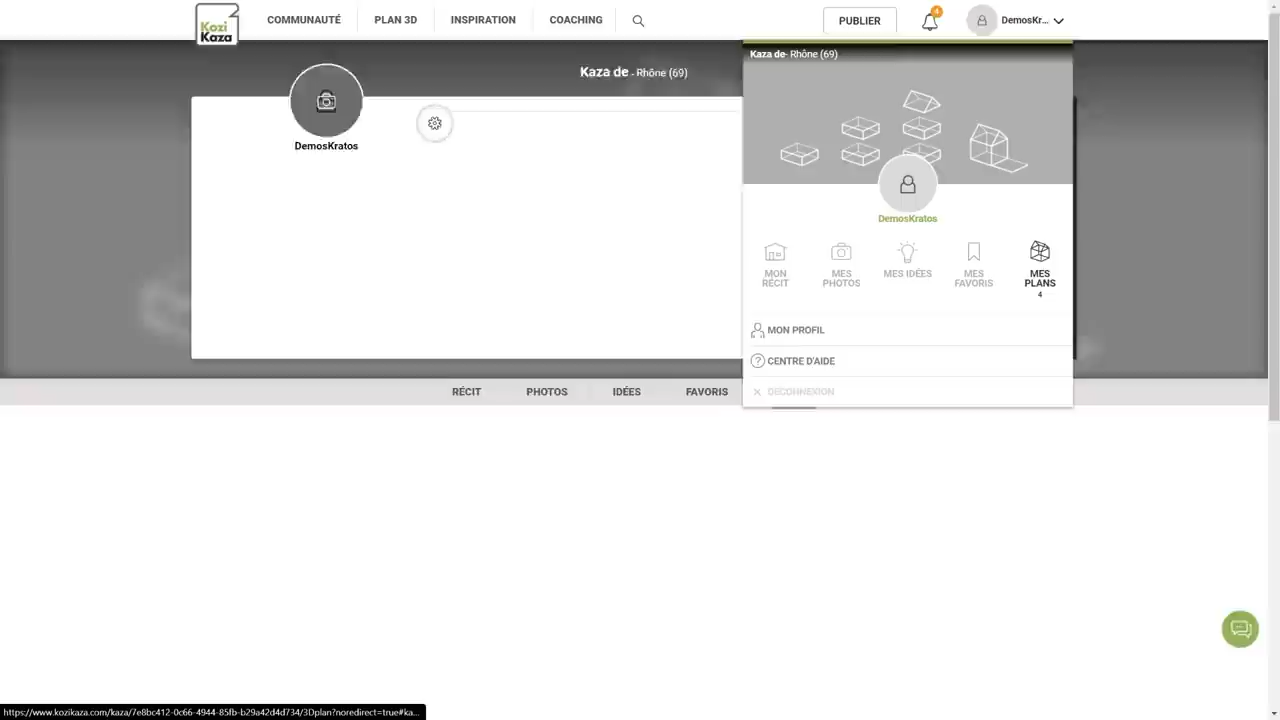 Kozi
Kaza
COMMUNAUTÉ
PLAN 3D
INSPIRATION
COACHING
PUBLIER
4
DemosKr...
Kaza de - Rhône (69)
DemosKratos
Kaza de- Rhône (69)
DemosKratos
MON
RÉCIT
MES
PHOTOS
MES IDÉES
MES
FAVORIS
MES
PLANS
4
MON PROFIL
? CENTRE D'AIDE
DECONNEXION
RÉCIT
PHOTOS
IDÉES
FAVORIS
https://www.kozikaza.com/kaza/7e8bc412-0c66-4944-85fb-b29a42d4d734/3Dplan?noredirect=true#ka...